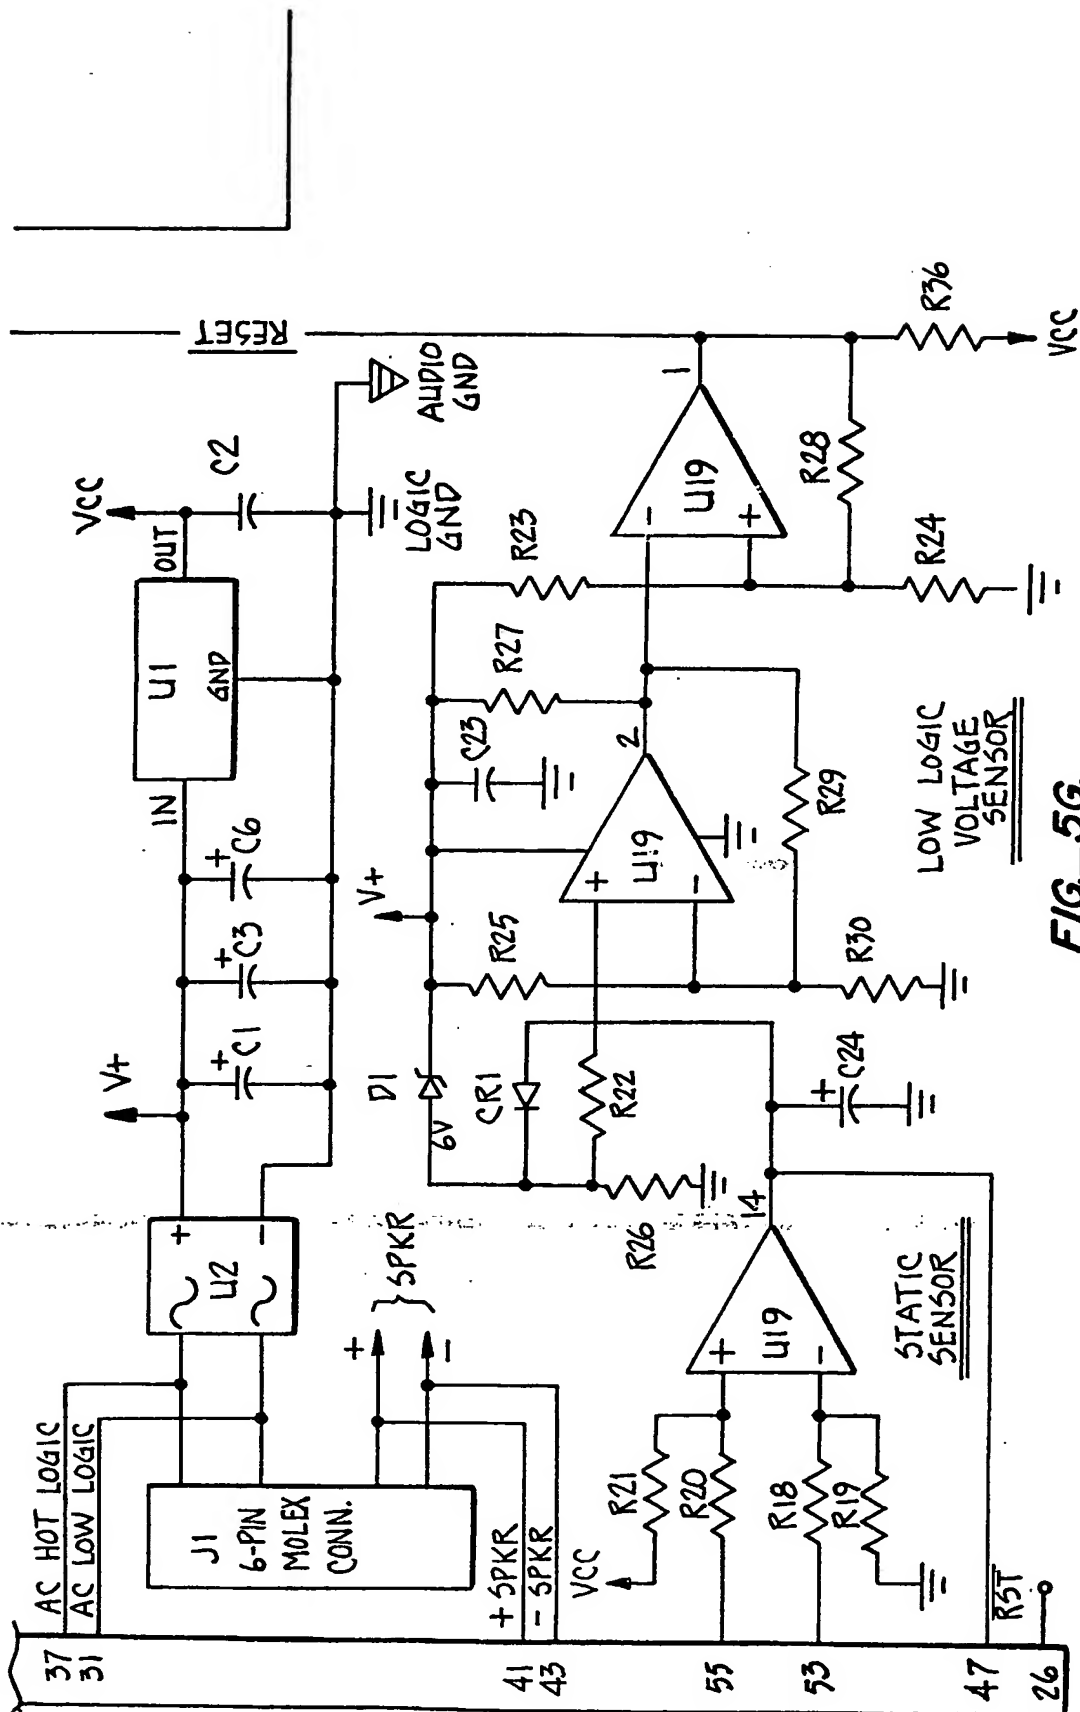 37
31
AC HOT LOGIC
AC LOW LOGIC
J1
6-PIN
MOLEX
CONN.
U2
+
-
V+
+
C1
+
C3
+
C6
IN
U1
OUT
GND
VCC
C2
LOGIC
GND
AUDIO
GND
RESET
41
43
+ SPKR
- SPKR
+
-
SPKR
D1
6V
CR1
R22
R26
V+
R25
C23
R27
R23
+
-
U19
2
R29
R30
-
+
U19
1
R28
R24
R36
VCC
55
53
VCC
R21
R20
R18
R19
+
-
U19
14
+
C24
47
26
RST
STATIC
SENSOR
LOW LOGIC
VOLTAGE
SENSOR
FIG._5G.